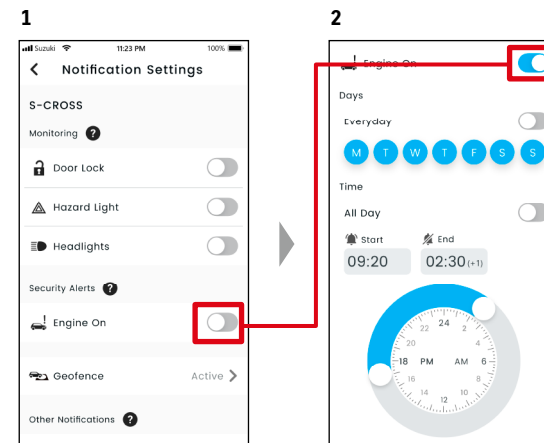 1
Suzuki 11:23 PM 100%
Notification Settings
S-CROSS
Monitoring ?
Door Lock
Hazard Light
Headlights
Security Alerts ?
Engine On
Geofence Active
Other Notifications ?
2
Engine On
Days
Everyday
M T W T F S S
Time
All Day
Start End
09:20 02:30 (+1)
24
22 2
20 4
18 PM AM 6
16 8
14 10
12